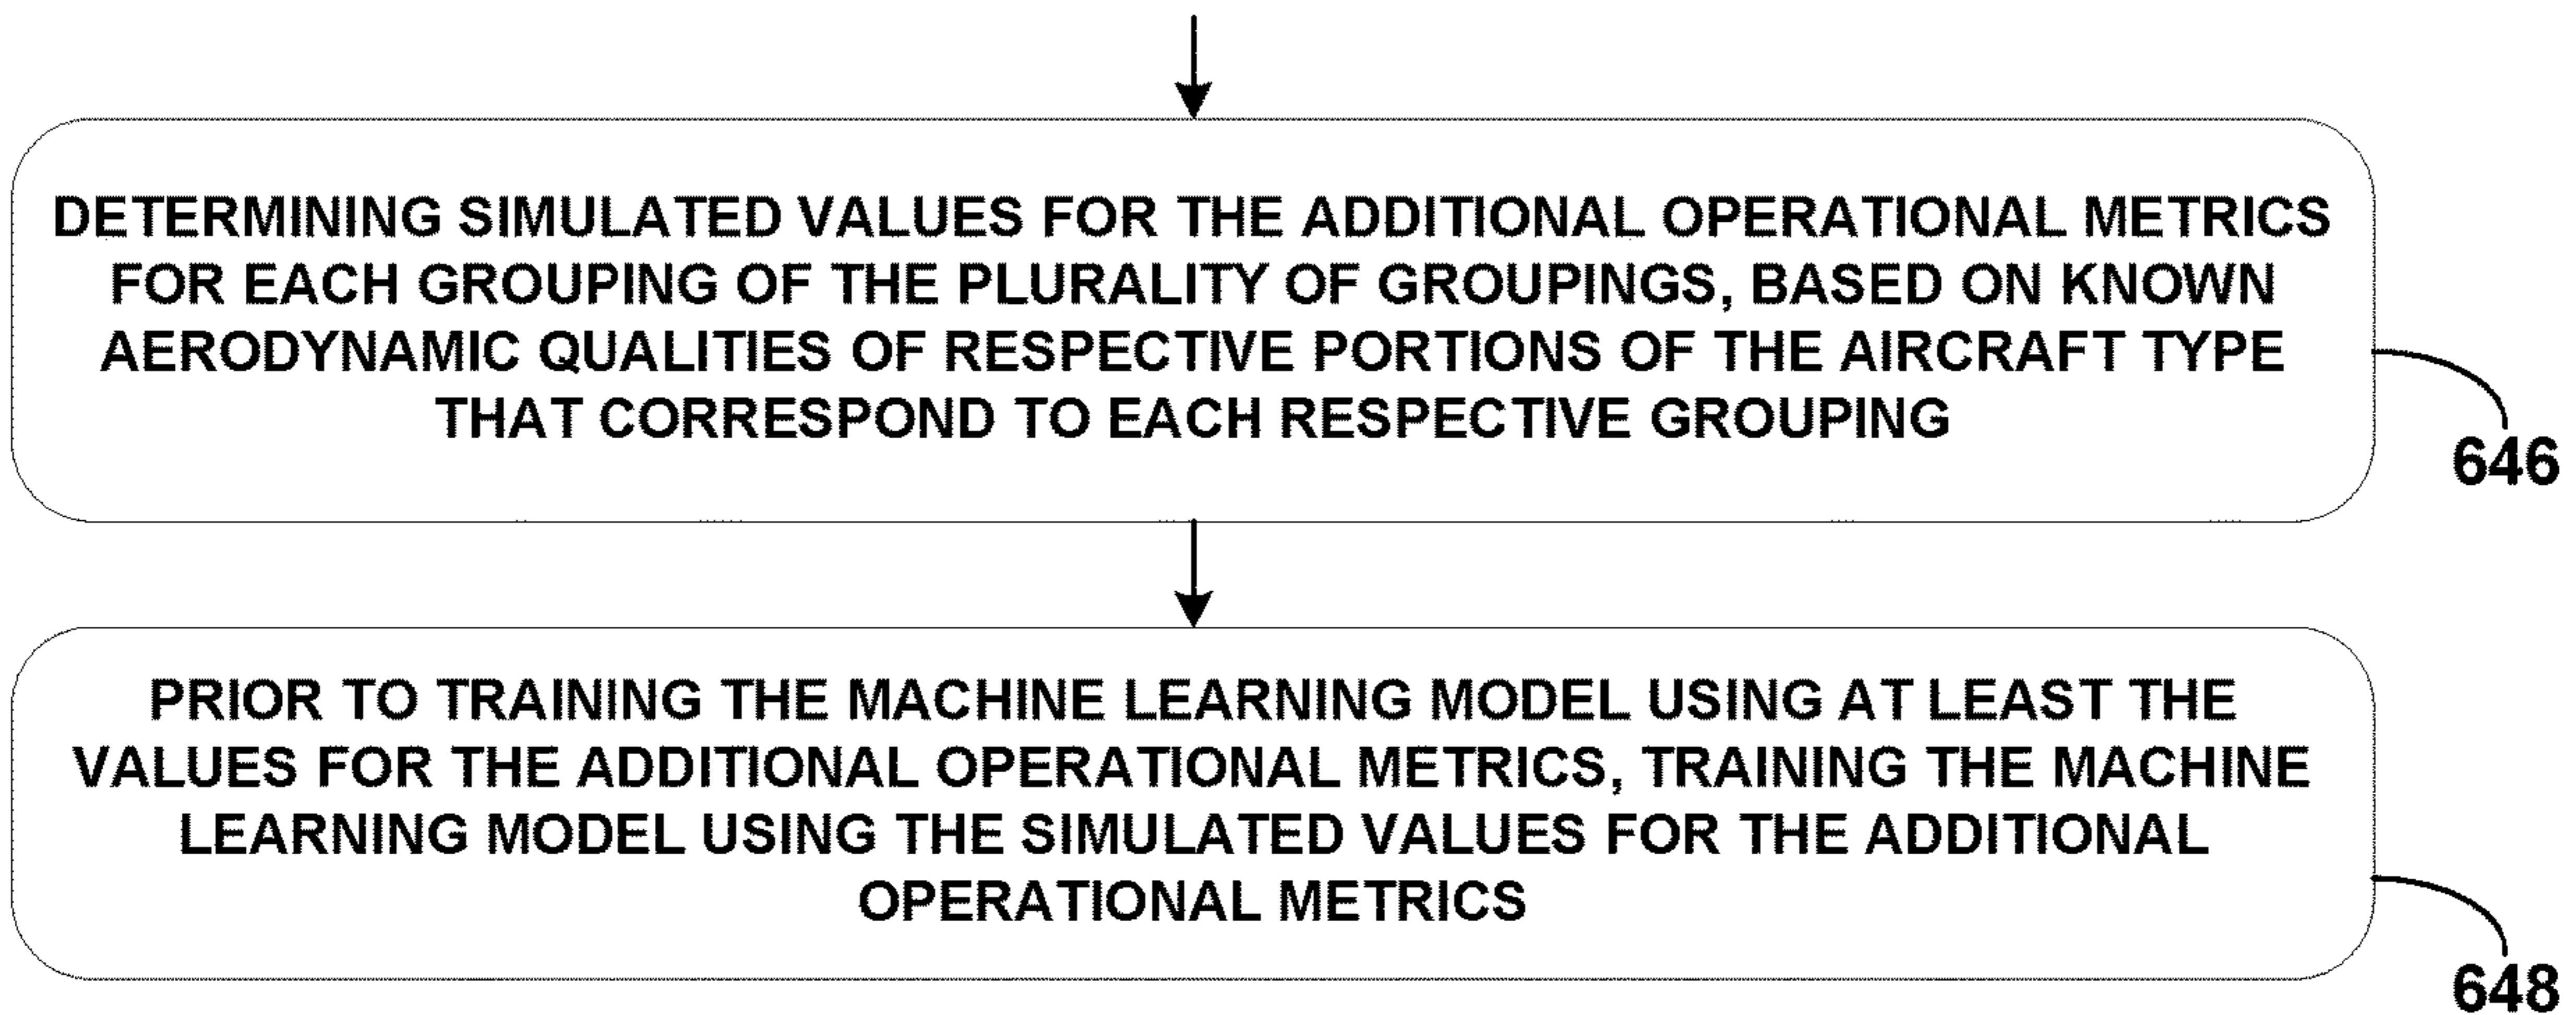 DETERMINING SIMULATED VALUES FOR THE ADDITIONAL OPERATIONAL METRICS
FOR EACH GROUPING OF THE PLURALITY OF GROUPINGS, BASED ON KNOWN
AERODYNAMIC QUALITIES OF RESPECTIVE PORTIONS OF THE AIRCRAFT TYPE
THAT CORRESPOND TO EACH RESPECTIVE GROUPING
646
PRIOR TO TRAINING THE MACHINE LEARNING MODEL USING AT LEAST THE
VALUES FOR THE ADDITIONAL OPERATIONAL METRICS, TRAINING THE MACHINE
LEARNING MODEL USING THE SIMULATED VALUES FOR THE ADDITIONAL
OPERATIONAL METRICS
648